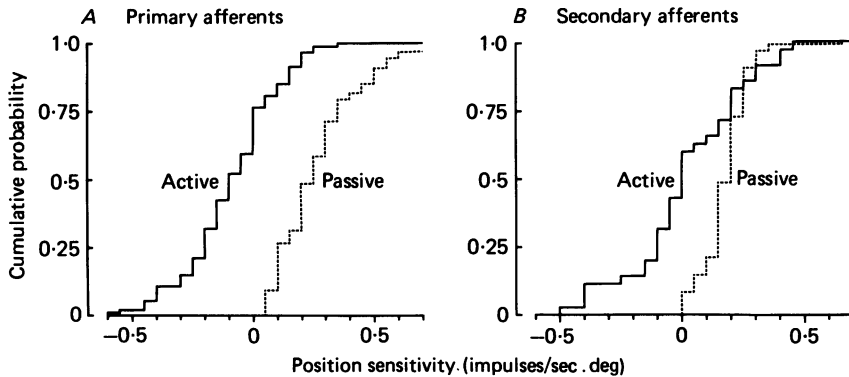 A Primary afferents
B Secondary afferents
Cumulative probability
1·0
0·75
0·5
0·25
0
Active
Passive
−0·5
0
0·5
1·0
0·75
0·5
0·25
0
Active
Passive
−0·5
0
0·5
Position sensitivity (impulses/sec. deg)